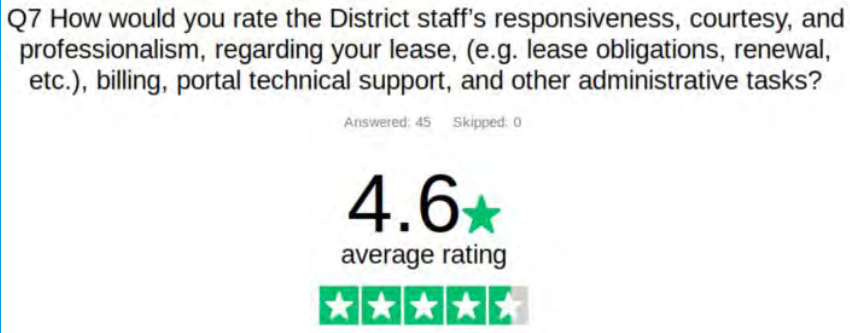 Q7 How would you rate the District staff's responsiveness, courtesy, and
professionalism, regarding your lease, (e.g. lease obligations, renewal,
etc.), billing, portal technical support, and other administrative tasks?
Answered: 45 Skipped: 0
4.6
average rating